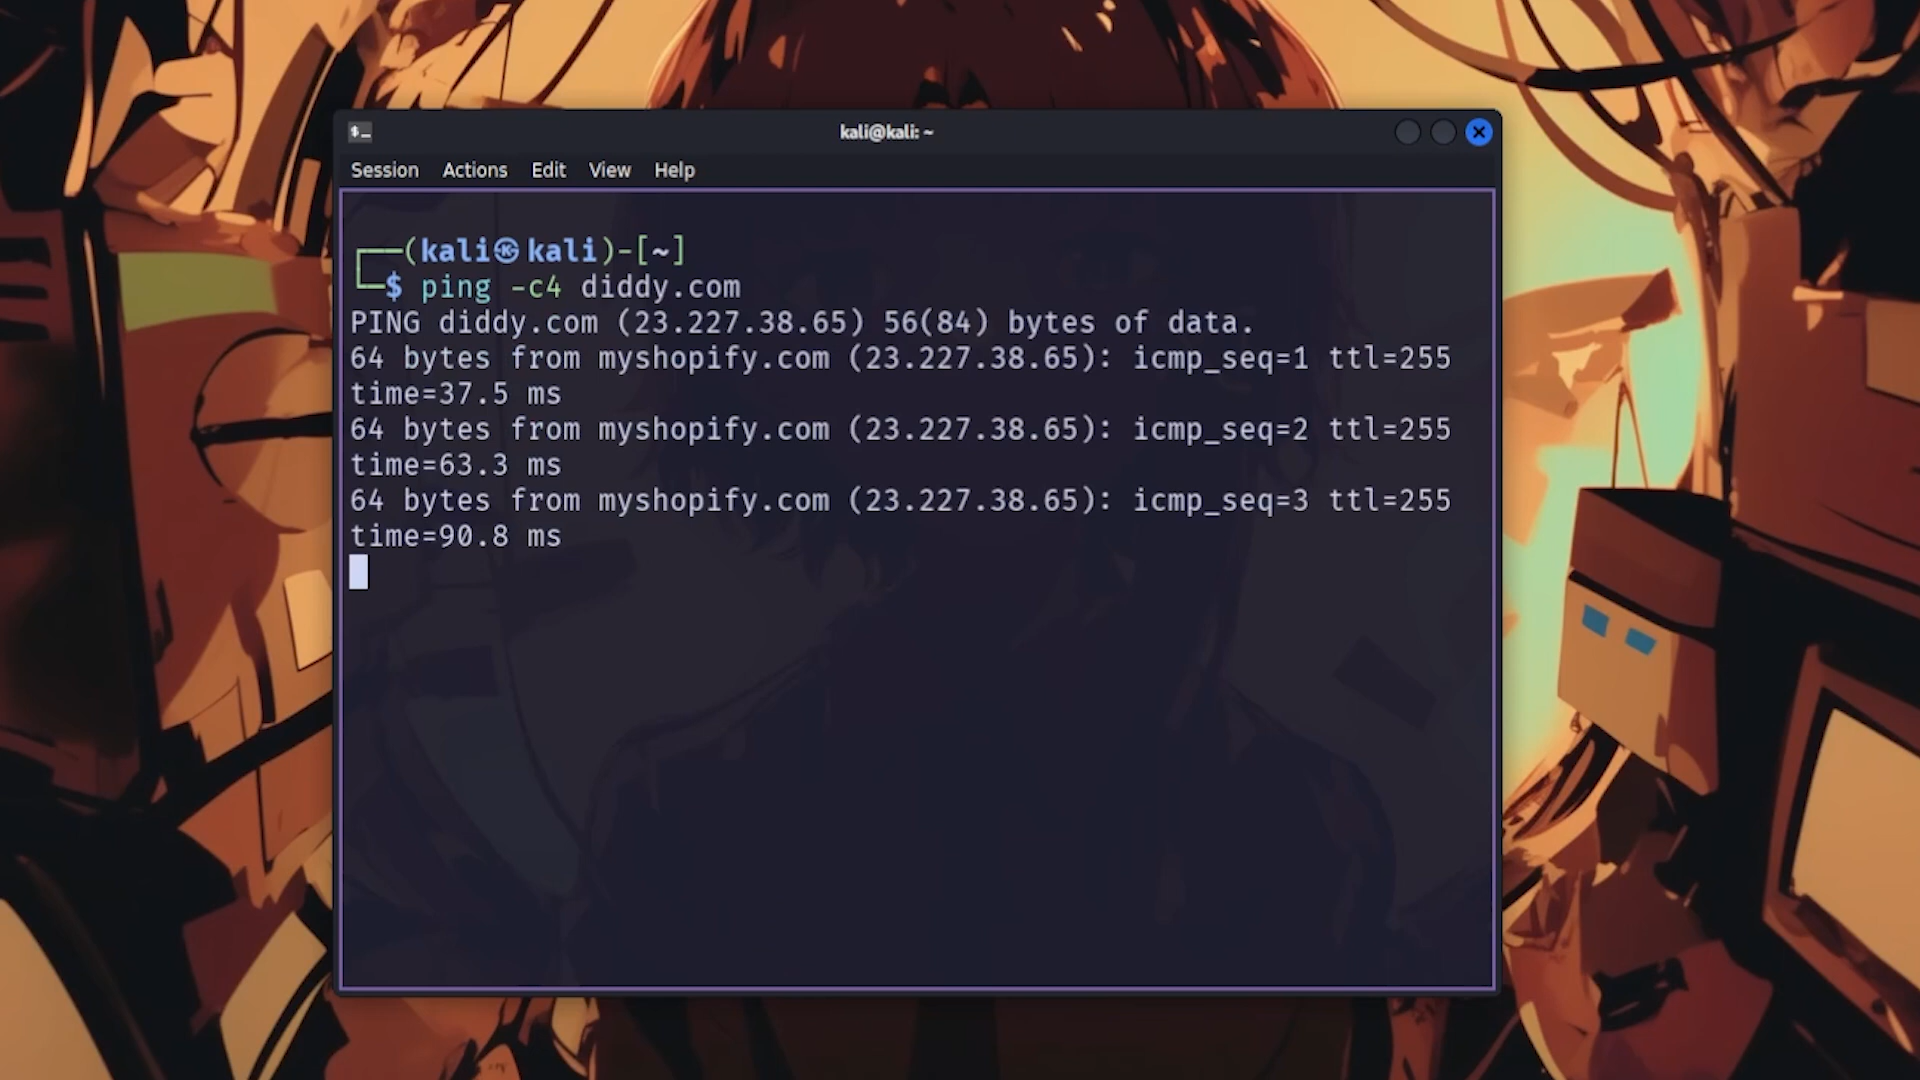 kali@kali: ~
Session Actions Edit View Help
┌──(kali㉿kali)-[~]
└─$ ping -c4 diddy.com
PING diddy.com (23.227.38.65) 56(84) bytes of data.
64 bytes from myshopify.com (23.227.38.65): icmp_seq=1 ttl=255
time=37.5 ms
64 bytes from myshopify.com (23.227.38.65): icmp_seq=2 ttl=255
time=63.3 ms
64 bytes from myshopify.com (23.227.38.65): icmp_seq=3 ttl=255
time=90.8 ms